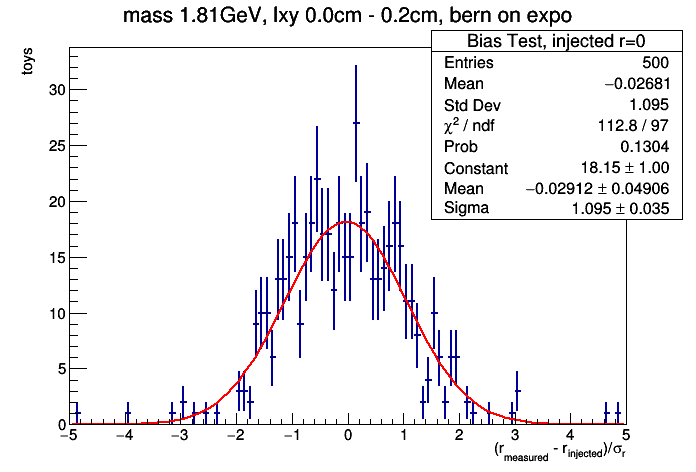 mass 1.81GeV, lxy 0.0cm - 0.2cm, bern on expo
toys
Bias Test, injected r=0
Entries 500
Mean −0.02681
Std Dev 1.095
χ² / ndf 112.8 / 97
Prob 0.1304
Constant 18.15 ± 1.00
Mean −0.02912 ± 0.04906
Sigma 1.095 ± 0.035
30
25
20
15
10
5
0
−5 −4 −3 −2 −1 0 1 2 3 4 5
(r_measured - r_injected)/σ_r